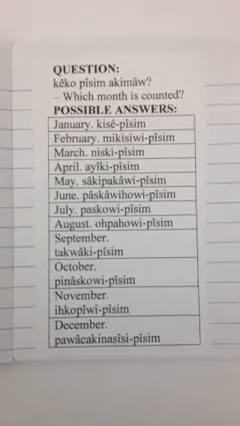 QUESTION:
kêko pîsim akimâw?
– Which month is counted?
POSSIBLE ANSWERS:
January. kisê-pîsim
February. mikisiwi-pîsim
March. niski-pîsim
April. ayîki-pîsim
May. sâkipakâwi-pîsim
June. pâskâwihowi-pîsim
July. paskowi-pîsim
August. ohpahowi-pîsim
September.
takwâki-pîsim
October.
pinâskowi-pîsim
November.
ihkopîwi-pîsim
December.
pawâcakinasîsi-pîsim